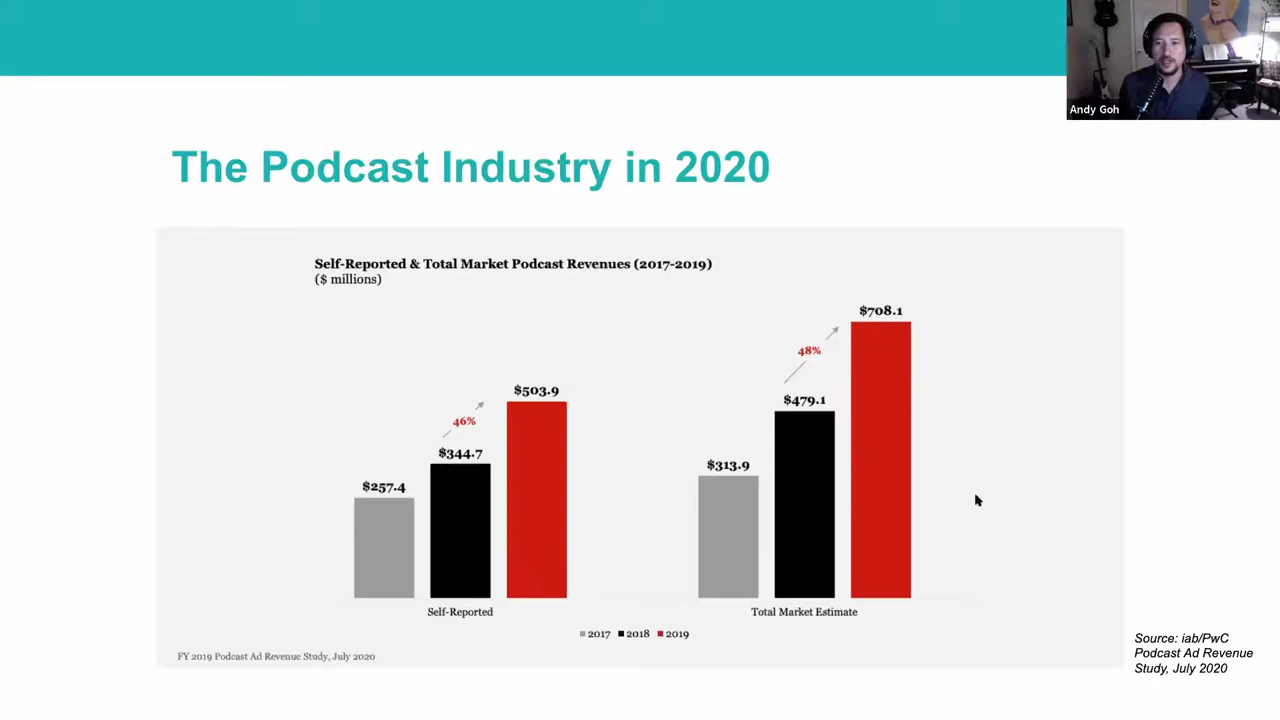 Andy Goh
The Podcast Industry in 2020
Self-Reported & Total Market Podcast Revenues (2017-2019)
($ millions)
$257.4
$344.7
46%
$503.9
$313.9
$479.1
48%
$708.1
Self-Reported
Total Market Estimate
2017 2018 2019
FY 2019 Podcast Ad Revenue Study, July 2020
Source: iab/PwC
Podcast Ad Revenue
Study, July 2020